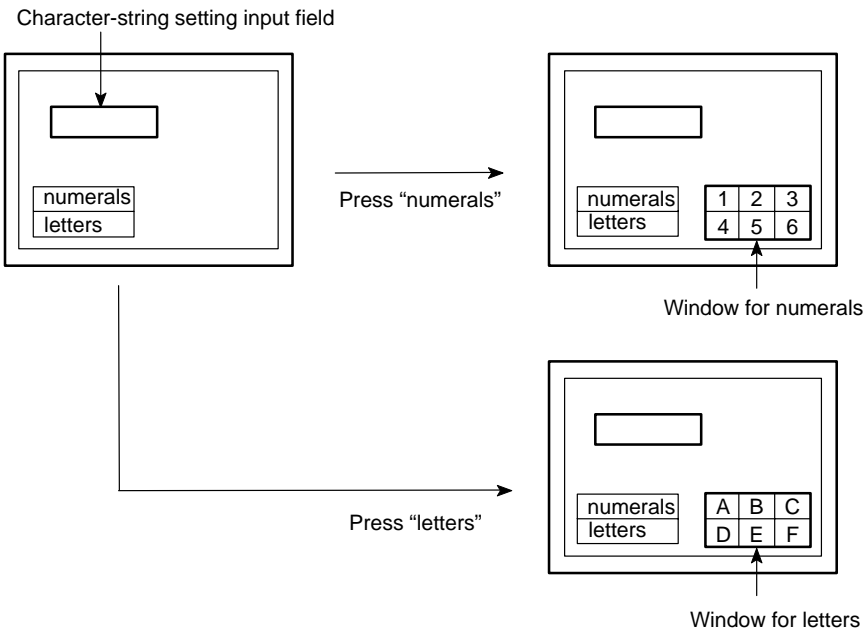 Character-string setting input field
numerals
letters
Press “numerals”
numerals
letters
1 2 3
4 5 6
Window for numerals
Press “letters”
numerals
letters
A B C
D E F
Window for letters